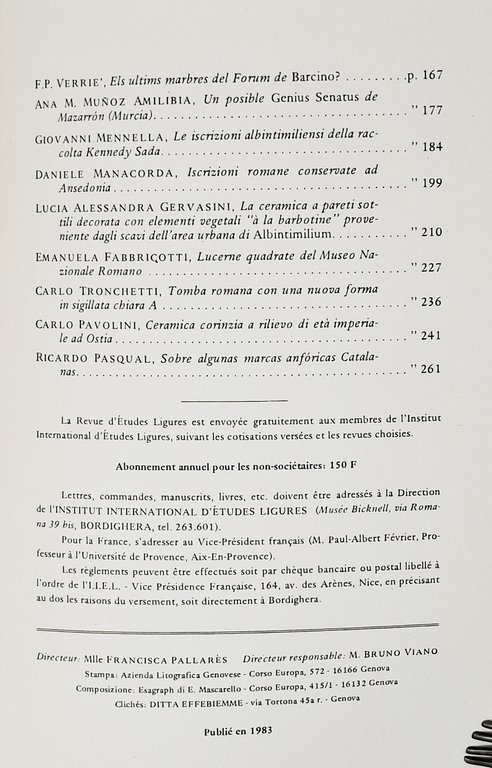 F.P. VERRIE', Els ultims marbres del Forum de Barcino? . . . . . . . . .p. 167
ANA M. MUÑOZ AMILIBIA, Un posible Genius Senatus de
Mazarrón (Murcia). . . . . . . . . . . . . . . . . . . . . . . . . . . . . . . . . . " 177
GIOVANNI MENNELLA, Le iscrizioni albintimiliensi della rac-
colta Kennedy Sada. . . . . . . . . . . . . . . . . . . . . . . . . . . . . . . . . " 184
DANIELE MANACORDA, Iscrizioni romane conservate ad
Ansedonia . . . . . . . . . . . . . . . . . . . . . . . . . . . . . . . . . . . . . . . " 199
LUCIA ALESSANDRA GERVASINI, La ceramica a pareti sot-
tili decorata con elementi vegetali "à la barbotine" prove-
niente dagli scavi dell'area urbana di Albintimilium. . . . . . . . . . " 210
EMANUELA FABBRICOTTI, Lucerne quadrate del Museo Na-
zionale Romano . . . . . . . . . . . . . . . . . . . . . . . . . . . . . . . . . . " 227
CARLO TRONCHETTI, Tomba romana con una nuova forma
in sigillata chiara A . . . . . . . . . . . . . . . . . . . . . . . . . . . . . . . . " 236
CARLO PAVOLINI, Ceramica corinzia a rilievo di età imperia-
le ad Ostia . . . . . . . . . . . . . . . . . . . . . . . . . . . . . . . . . . . . . . . " 241
RICARDO PASQUAL, Sobre algunas marcas anfóricas Catala-
nas. . . . . . . . . . . . . . . . . . . . . . . . . . . . . . . . . . . . . . . . . . . . . " 261
La Revue d'Études Ligures est envoyée gratuitement aux membres de l'Institut
International d'Études Ligures, suivant les cotisations versées et les revues choisies.
Abonnement annuel pour les non-sociétaires: 150 F
Lettres, commandes, manuscrits, livres, etc. doivent être adressés à la Direction
de l'INSTITUT INTERNATIONAL D'ÈTUDES LIGURES (Musée Bicknell, via Roma-
na 39 bis, BORDIGHERA, tel. 263.601).
Pour la France, s'adresser au Vice-Président français (M. Paul-Albert Février, Pro-
fesseur à l'Université de Provence, Aix-En-Provence).
Les règlements peuvent être effectués soit par chèque bancaire ou postal libellé à
l'ordre de l'I.I.E.L. - Vice Présidence Française, 164, av. des Arènes, Nice, en précisant
au dos les raisons du versement, soit directement à Bordighera.
Directeur: Mlle FRANCISCA PALLARÈS Directeur responsable: M. BRUNO VIANO
Stampa: Azienda Litografica Genovese - Corso Europa, 572 - 16166 Genova
Composizione: Esagraph di E. Mascarello - Corso Europa, 415/1 - 16132 Genova
Clichés: DITTA EFFEBIEMME - via Tortona 45a r. - Genova
Publié en 1983